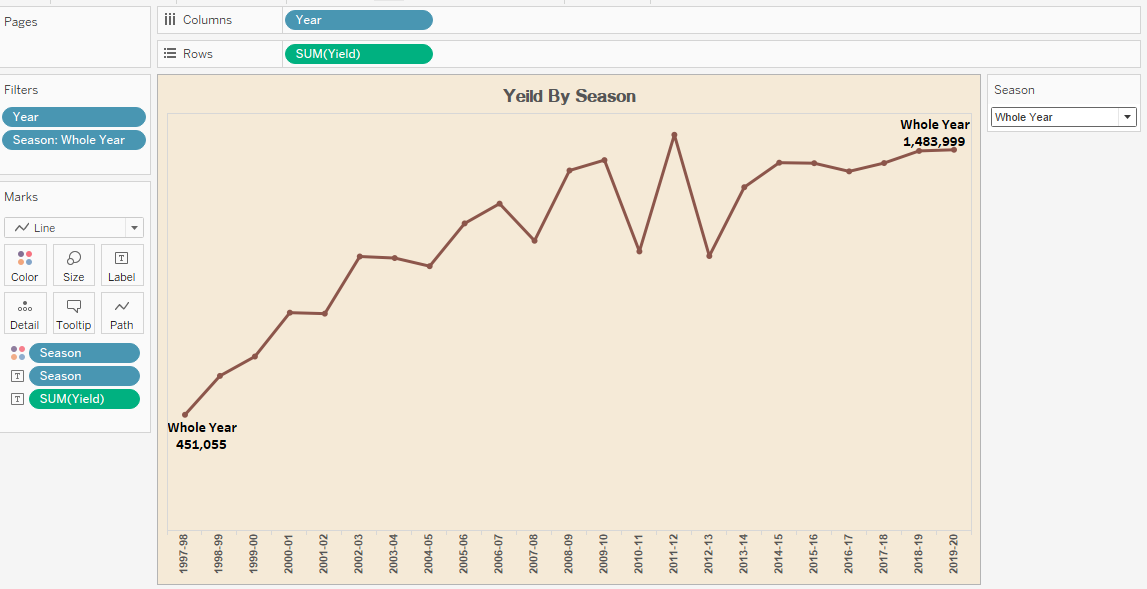 Pages
Columns
Year
Rows
SUM(Yield)
Filters
Year
Season: Whole Year
Marks
Line
Color
Size
Label
Detail
Tooltip
Path
Season
Season
SUM(Yield)
Yeild By Season
Whole Year
1,483,999
Whole Year
451,055
1997-98
1998-99
1999-00
2000-01
2001-02
2002-03
2003-04
2004-05
2005-06
2006-07
2007-08
2008-09
2009-10
2010-11
2011-12
2012-13
2013-14
2014-15
2015-16
2016-17
2017-18
2018-19
2019-20
Season
Whole Year